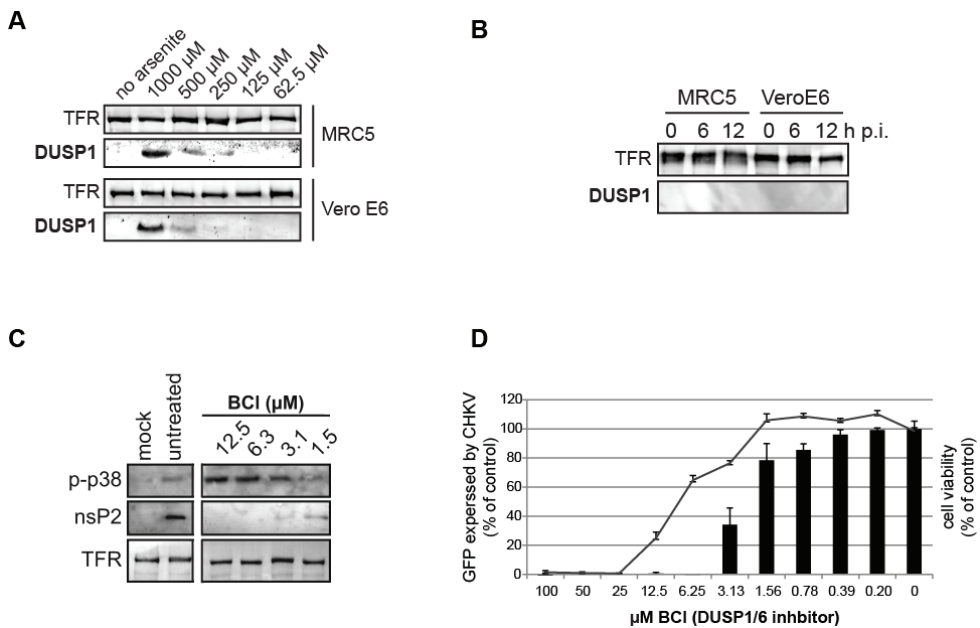 A
no arsenite 1000 µM 500 µM 250 µM 125 µM 62.5 µM
TFR
DUSP1
MRC5
TFR
DUSP1
Vero E6
B
MRC5 VeroE6
0 6 12 0 6 12 h p.i.
TFR
DUSP1
C
mock untreated BCI (µM)
12.5 6.3 3.1 1.5
p-p38
nsP2
TFR
D
GFP experssed by CHKV
(% of control)
120
100
80
60
40
20
0
cell viability
(% of control)
100 50 25 12.5 6.25 3.13 1.56 0.78 0.39 0.20 0
µM BCI (DUSP1/6 inhbitor)